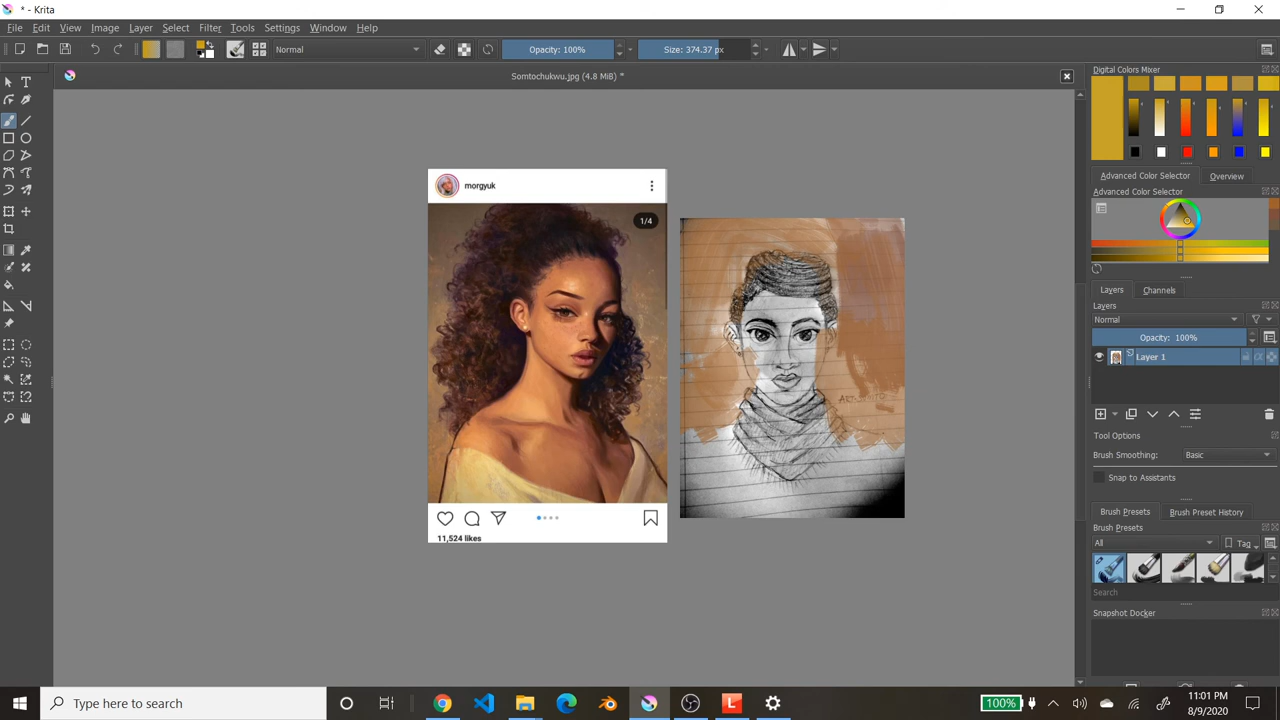 * - Krita
File Edit View Image Layer Select Filter Tools Settings Window Help
Normal
Opacity: 100%
Size: 374.37 px
Somtochukwu.jpg (4.8 MiB) *
morgyuk
1/4
11,524 likes
Digital Colors Mixer
Advanced Color Selector Overview
Advanced Color Selector
Layers Channels
Layers
Normal
Opacity: 100%
Layer 1
Tool Options
Brush Smoothing: Basic
Snap to Assistants
Brush Presets Brush Preset History
Brush Presets
All Tag
Search
Snapshot Docker
Type here to search
100%
11:01 PM
8/9/2020